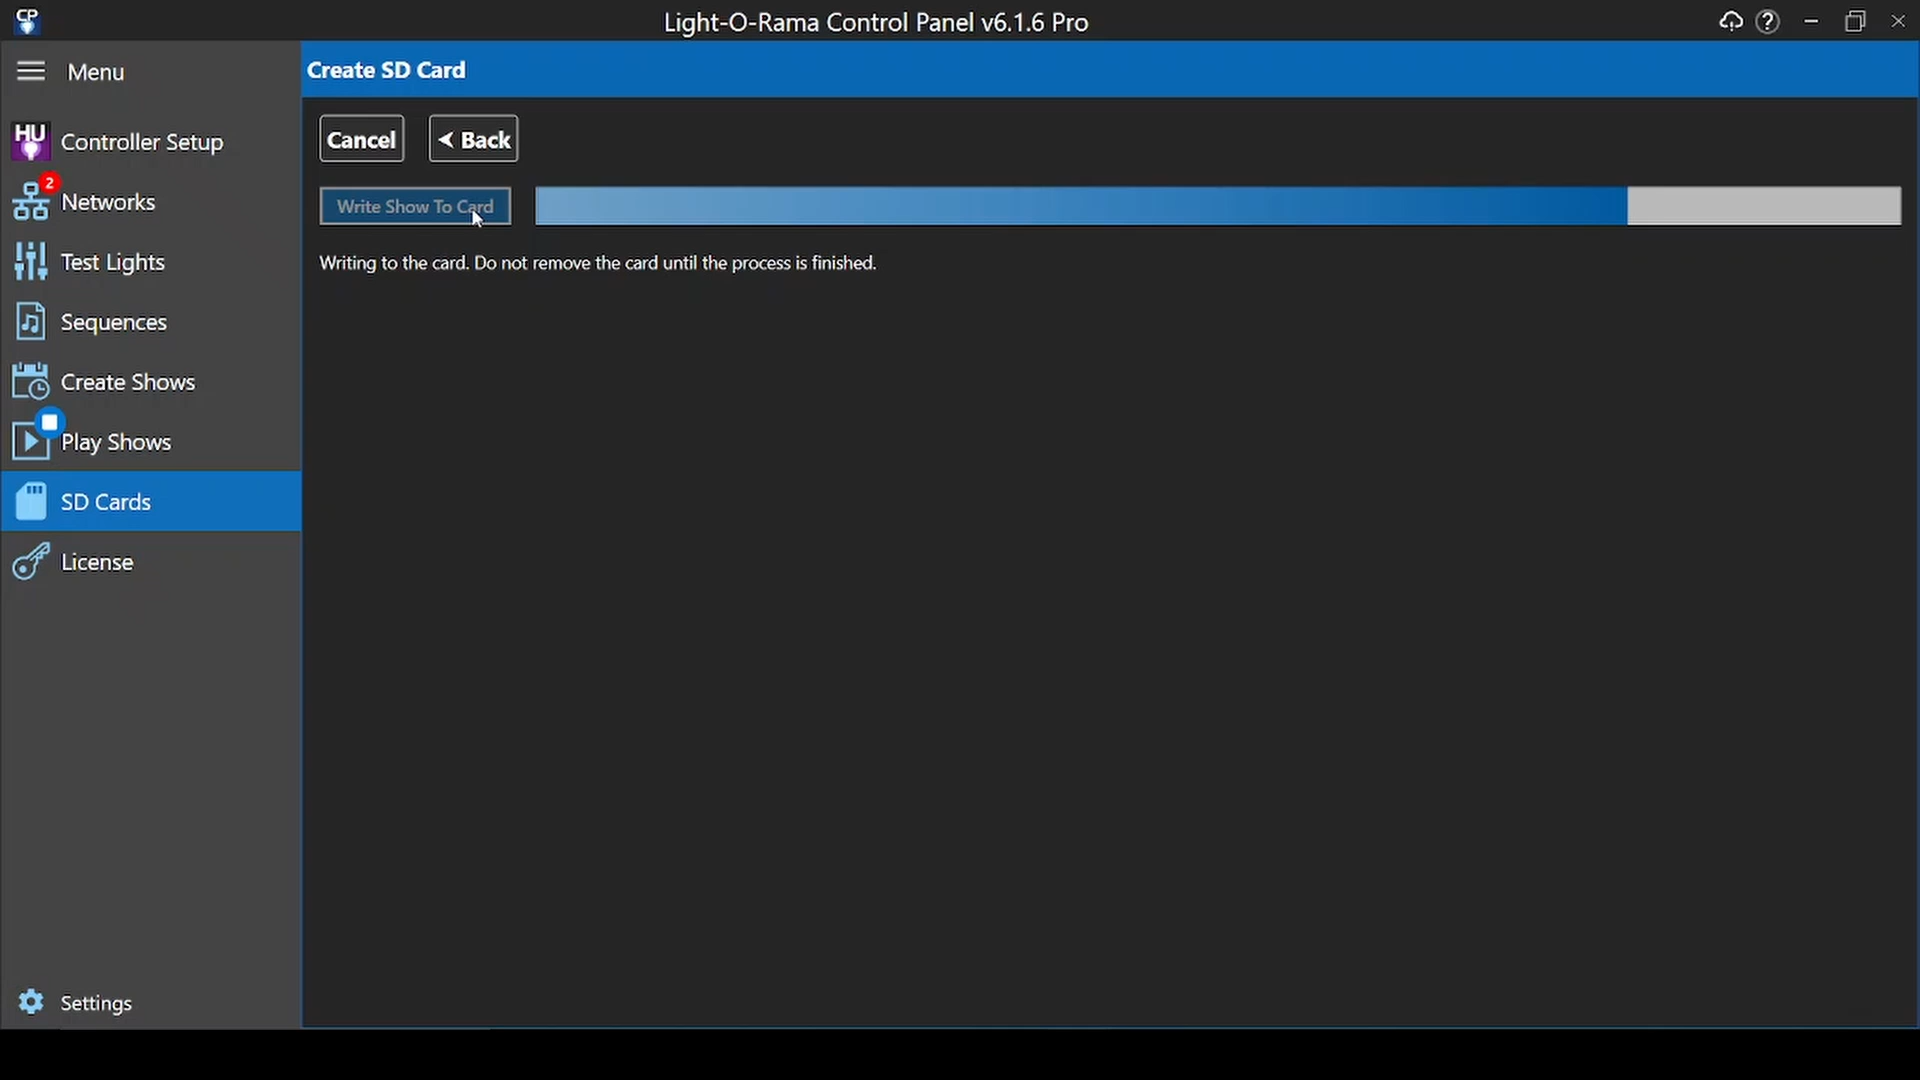 CP
Light-O-Rama Control Panel v6.1.6 Pro
Menu
Create SD Card
Cancel
Back
HU
Controller Setup
2
Networks
Write Show To Card
Writing to the card. Do not remove the card until the process is finished.
Test Lights
Sequences
Create Shows
Play Shows
SD Cards
License
Settings